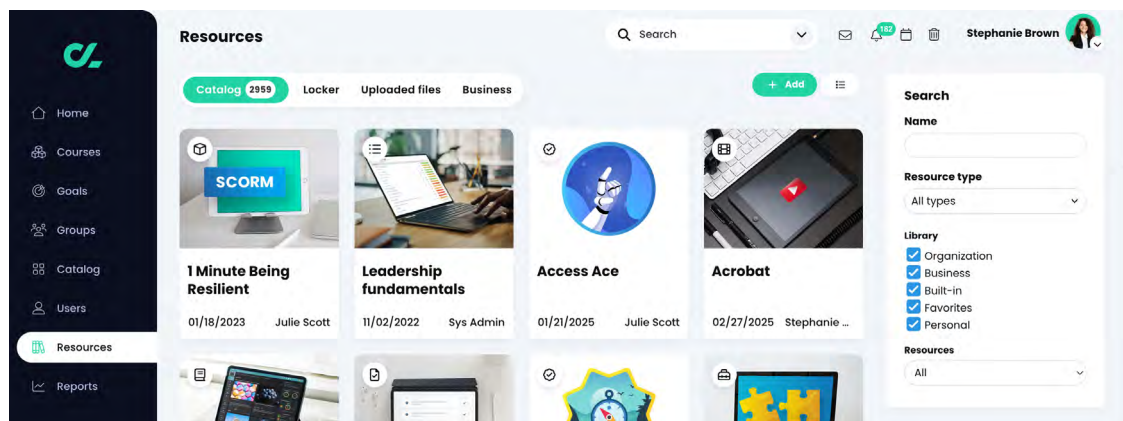 Resources
Search
182
Stephanie Brown
Home
Courses
Goals
Groups
Catalog
Users
Resources
Reports
Catalog 2959
Locker
Uploaded files
Business
+ Add
SCORM
1 Minute Being
Resilient
01/18/2023 Julie Scott
Leadership
fundamentals
11/02/2022 Sys Admin
Access Ace
01/21/2025 Julie Scott
Acrobat
02/27/2025 Stephanie ...
Search
Name
Resource type
All types
Library
Organization
Business
Built-in
Favorites
Personal
Resources
All